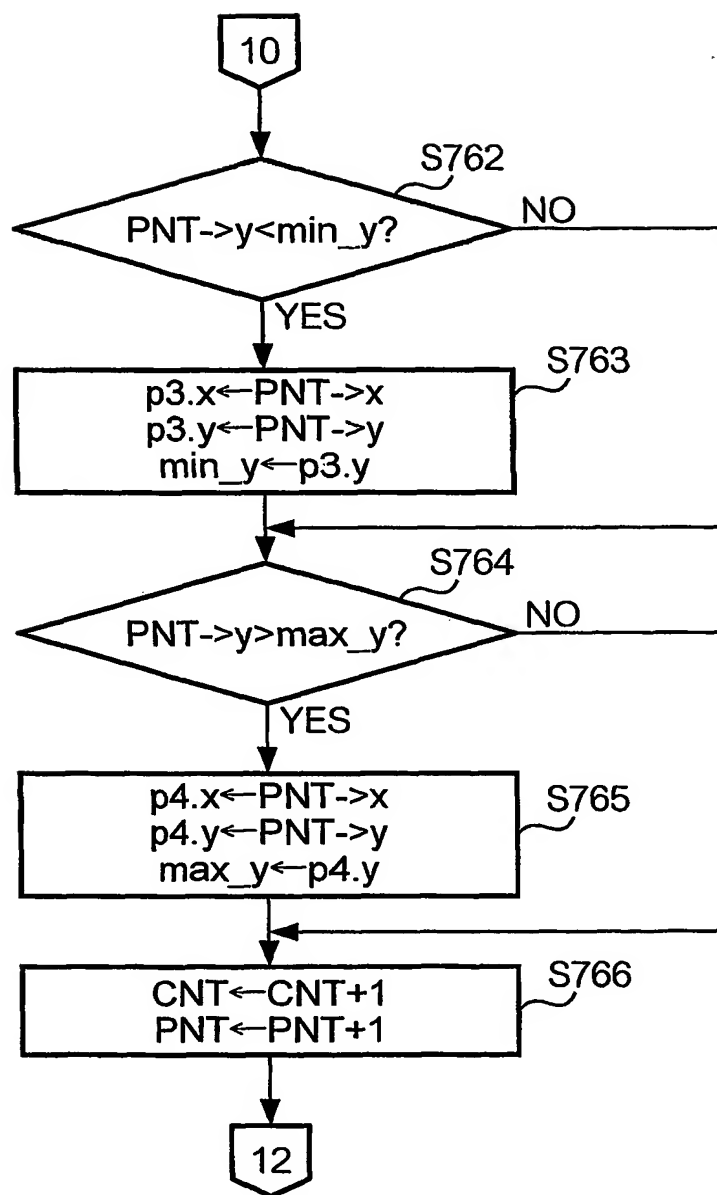 10
S762
PNT->y<min_y?
NO
YES
S763
p3.x←PNT->x
p3.y←PNT->y
min_y←p3.y
S764
PNT->y>max_y?
NO
YES
S765
p4.x←PNT->x
p4.y←PNT->y
max_y←p4.y
S766
CNT←CNT+1
PNT←PNT+1
12